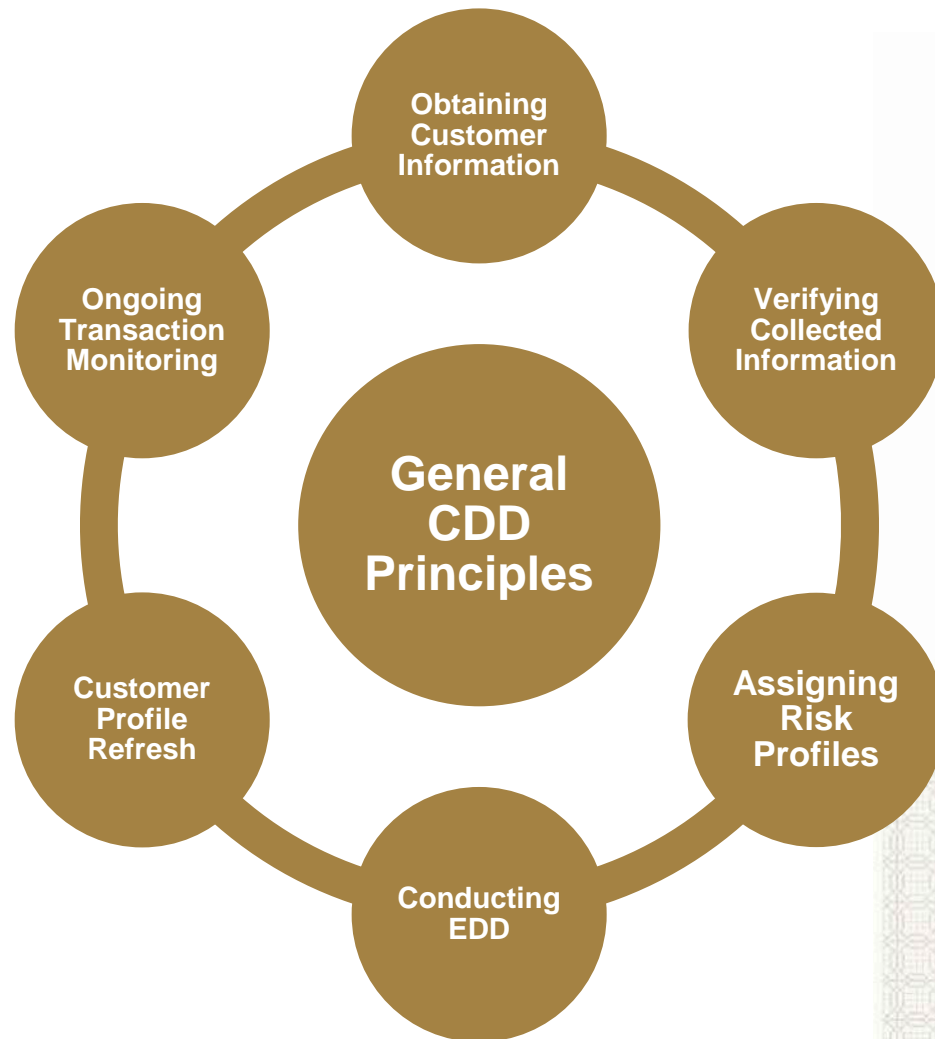 Obtaining
Customer
Information
Verifying
Collected
Information
Assigning
Risk
Profiles
Conducting
EDD
Customer
Profile
Refresh
Ongoing
Transaction
Monitoring
General
CDD
Principles